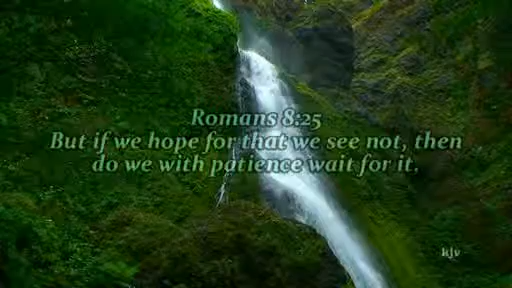 Romans 8:25
But if we hope for that we see not, then
do we with patience wait for it.
kjv